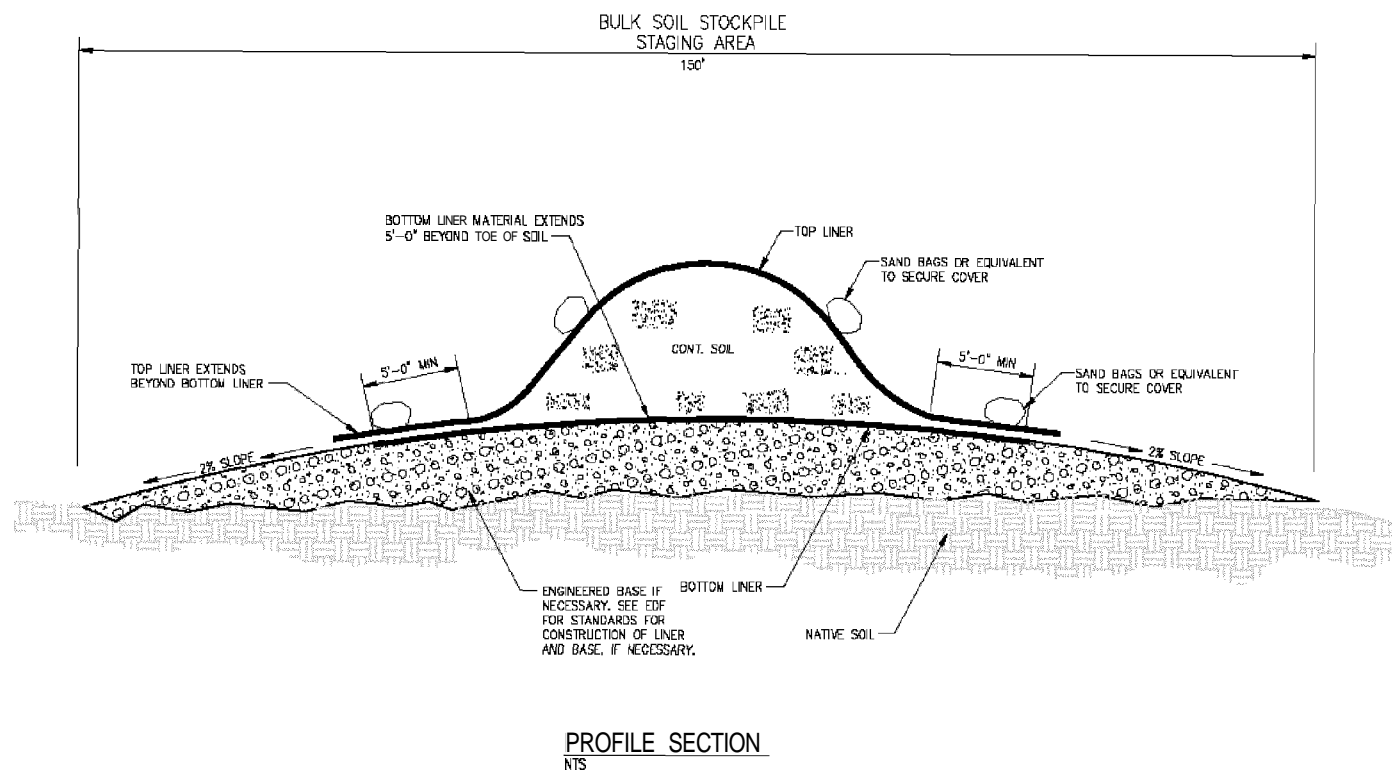 BULK SOIL STOCKPILE
STAGING AREA
150'
BOTTOM LINER MATERIAL EXTENDS
5'-0" BEYOND TOE OF SOIL
TOP LINER
SAND BAGS OR EQUIVALENT
TO SECURE COVER
CONT. SOIL
TOP LINER EXTENDS
BEYOND BOTTOM LINER
5'-0" MIN
5'-0" MIN
SAND BAGS OR EQUIVALENT
TO SECURE COVER
2% SLOPE
2% SLOPE
ENGINEERED BASE IF
NECESSARY. SEE EDF
FOR STANDARDS FOR
CONSTRUCTION OF LINER
AND BASE, IF NECESSARY.
BOTTOM LINER
NATIVE SOIL
PROFILE SECTION
NTS